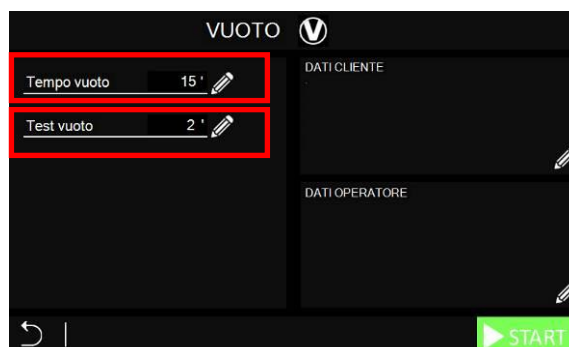 VUOTO V
Tempo vuoto 15 '
Test vuoto 2 '
DATI CLIENTE
DATI OPERATORE
START